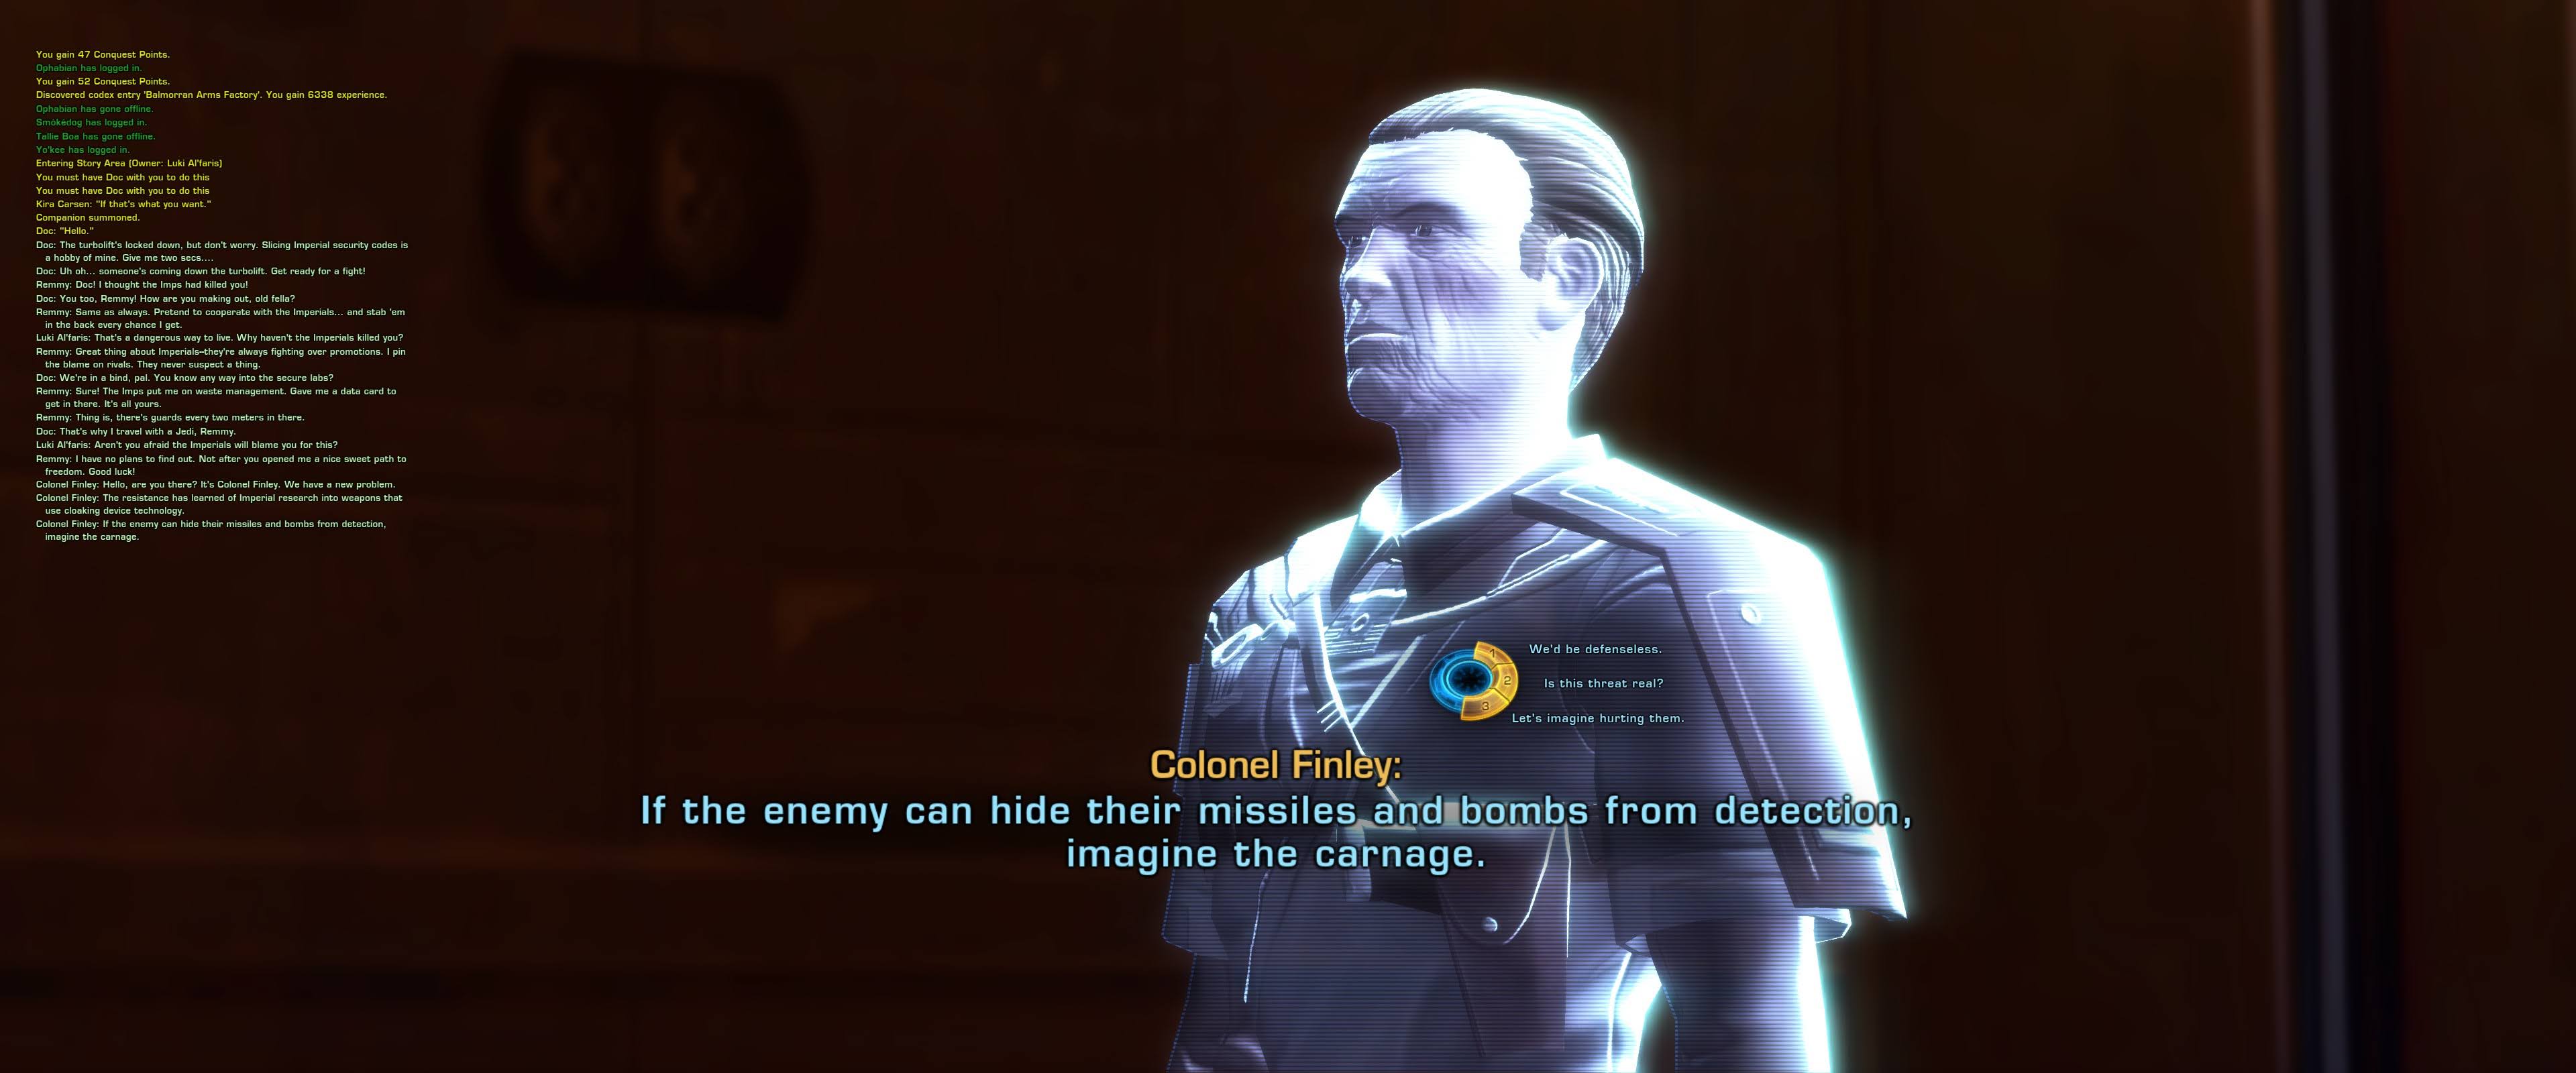 You gain 47 Conquest Points.
Ophabian has logged in.
You gain 52 Conquest Points.
Discovered codex entry 'Balmorran Arms Factory'. You gain 6338 experience.
Ophabian has gone offline.
Smókèdog has logged in.
Tallie Boa has gone offline.
Yo'kee has logged in.
Entering Story Area (Owner: Luki Al'faris)
You must have Doc with you to do this
You must have Doc with you to do this
Kira Carsen: "If that's what you want."
Companion summoned.
Doc: "Hello."
Doc: The turbolift's locked down, but don't worry. Slicing Imperial security codes is
a hobby of mine. Give me two secs....
Doc: Uh oh... someone's coming down the turbolift. Get ready for a fight!
Remmy: Doc! I thought the Imps had killed you!
Doc: You too, Remmy! How are you making out, old fella?
Remmy: Same as always. Pretend to cooperate with the Imperials... and stab 'em
in the back every chance I get.
Luki Al'faris: That's a dangerous way to live. Why haven't the Imperials killed you?
Remmy: Great thing about Imperials–they're always fighting over promotions. I pin
the blame on rivals. They never suspect a thing.
Doc: We're in a bind, pal. You know any way into the secure labs?
Remmy: Sure! The Imps put me on waste management. Gave me a data card to
get in there. It's all yours.
Remmy: Thing is, there's guards every two meters in there.
Doc: That's why I travel with a Jedi, Remmy.
Luki Al'faris: Aren't you afraid the Imperials will blame you for this?
Remmy: I have no plans to find out. Not after you opened me a nice sweet path to
freedom. Good luck!
Colonel Finley: Hello, are you there? It's Colonel Finley. We have a new problem.
Colonel Finley: The resistance has learned of Imperial research into weapons that
use cloaking device technology.
Colonel Finley: If the enemy can hide their missiles and bombs from detection,
imagine the carnage.
1 We'd be defenseless.
2 Is this threat real?
3 Let's imagine hurting them.
Colonel Finley:
If the enemy can hide their missiles and bombs from detection,
imagine the carnage.